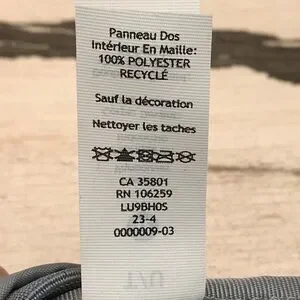 Panneau Dos
Intérieur En Maille:
100% POLYESTER
RECYCLÉ
Sauf la décoration
Nettoyer les taches
CA 35801
RN 106259
LU9BH0S
23-4
0000009-03